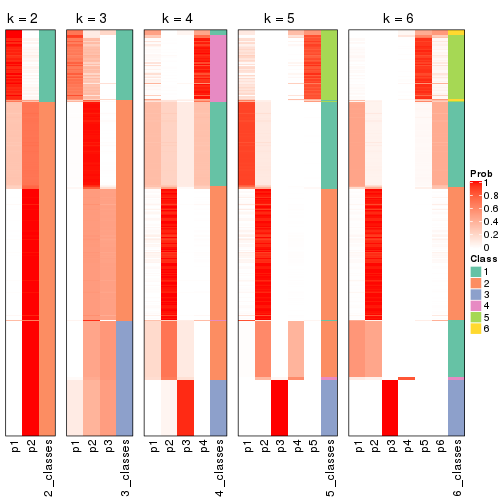 k = 2
k = 3
k = 4
k = 5
k = 6
Prob
1
0.8
0.6
0.4
0.2
0
Class
1
2
3
4
5
6
p1
p2
2_classes
p1
p2
p3
3_classes
p1
p2
p3
p4
4_classes
p1
p2
p3
p4
p5
5_classes
p1
p2
p3
p4
p5
p6
6_classes